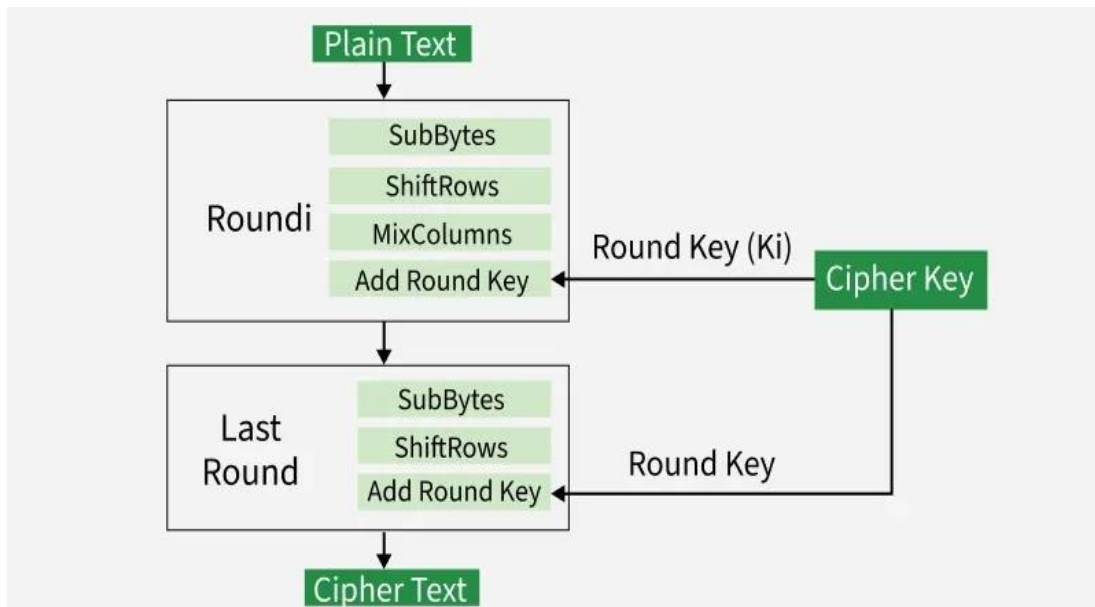 Plain Text
SubBytes
ShiftRows
Roundi
MixColumns
Add Round Key
Round Key (Ki)
Cipher Key
SubBytes
Last
Round
ShiftRows
Add Round Key
Round Key
Cipher Text